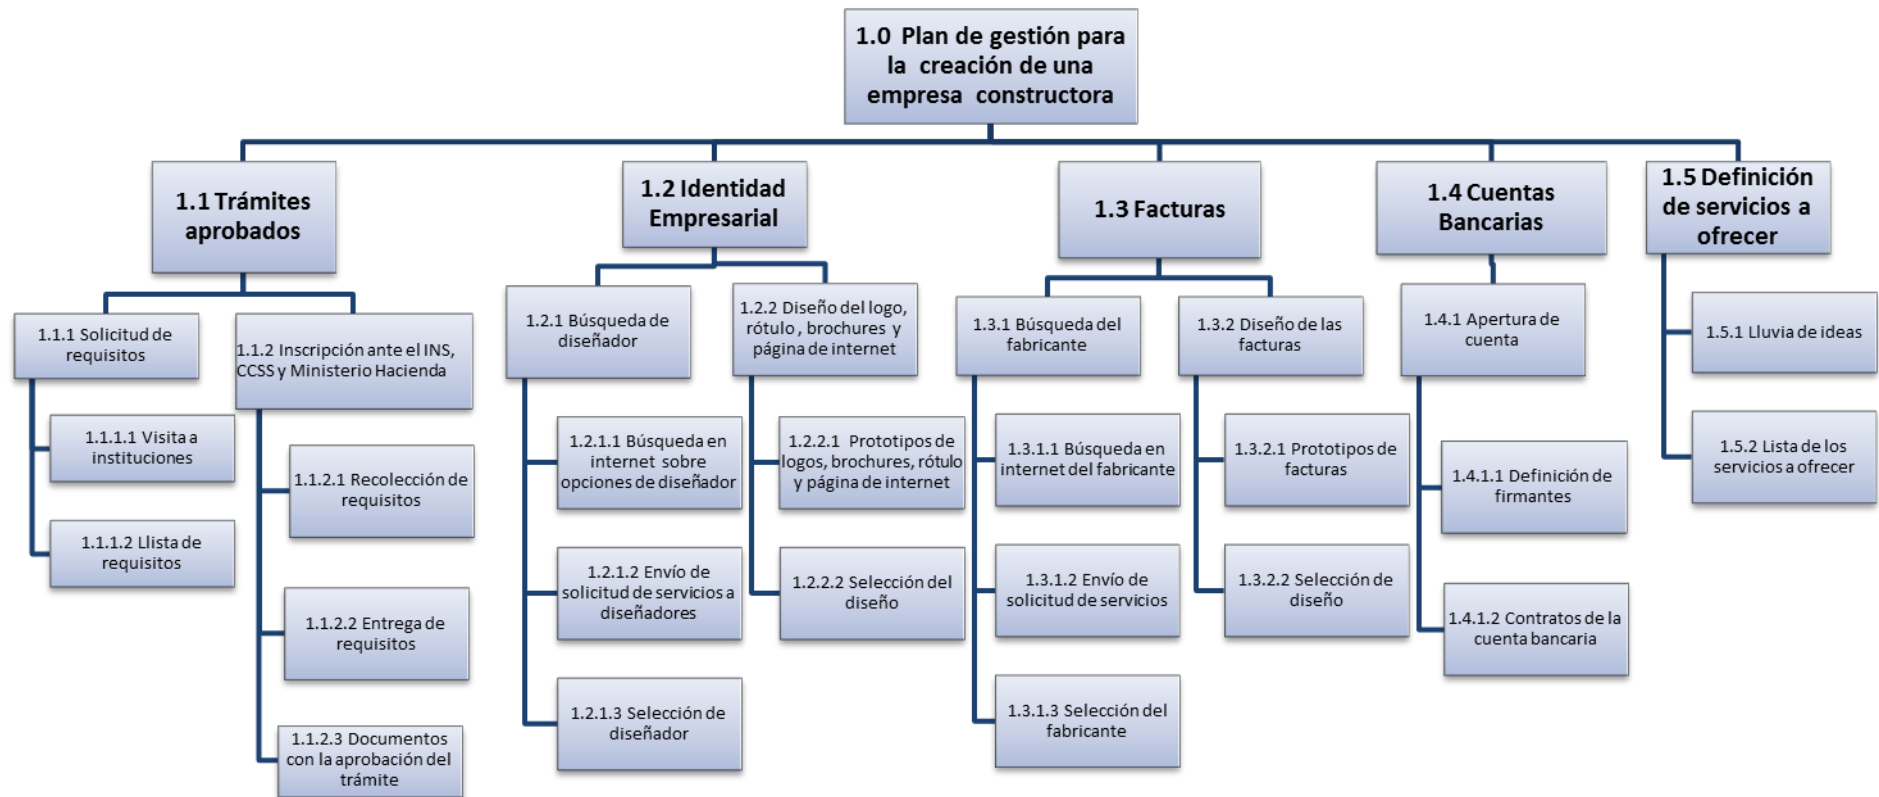 1.0 Plan de gestión para
la creación de una
empresa constructora
1.1 Trámites
aprobados
1.1.1 Solicitud de
requisitos
1.1.1.1 Visita a
instituciones
1.1.1.2 Llista de
requisitos
1.1.2 Inscripción ante el INS,
CCSS y Ministerio Hacienda
1.1.2.1 Recolección de
requisitos
1.1.2.2 Entrega de
requisitos
1.1.2.3 Documentos
con la aprobación del
trámite
1.2 Identidad
Empresarial
1.2.1 Búsqueda de
diseñador
1.2.1.1 Búsqueda en
internet sobre
opciones de diseñador
1.2.1.2 Envío de
solicitud de servicios a
diseñadores
1.2.1.3 Selección de
diseñador
1.2.2 Diseño del logo,
rótulo , brochures y
página de internet
1.2.2.1 Prototipos de
logos, brochures, rótulo
y página de internet
1.2.2.2 Selección del
diseño
1.3 Facturas
1.3.1 Búsqueda del
fabricante
1.3.1.1 Búsqueda en
internet del fabricante
1.3.1.2 Envío de
solicitud de servicios
1.3.1.3 Selección del
fabricante
1.3.2 Diseño de las
facturas
1.3.2.1 Prototipos de
facturas
1.3.2.2 Selección de
diseño
1.4 Cuentas
Bancarias
1.4.1 Apertura de
cuenta
1.4.1.1 Definición de
firmantes
1.4.1.2 Contratos de la
cuenta bancaria
1.5 Definición
de servicios a
ofrecer
1.5.1 Lluvia de ideas
1.5.2 Lista de los
servicios a ofrecer